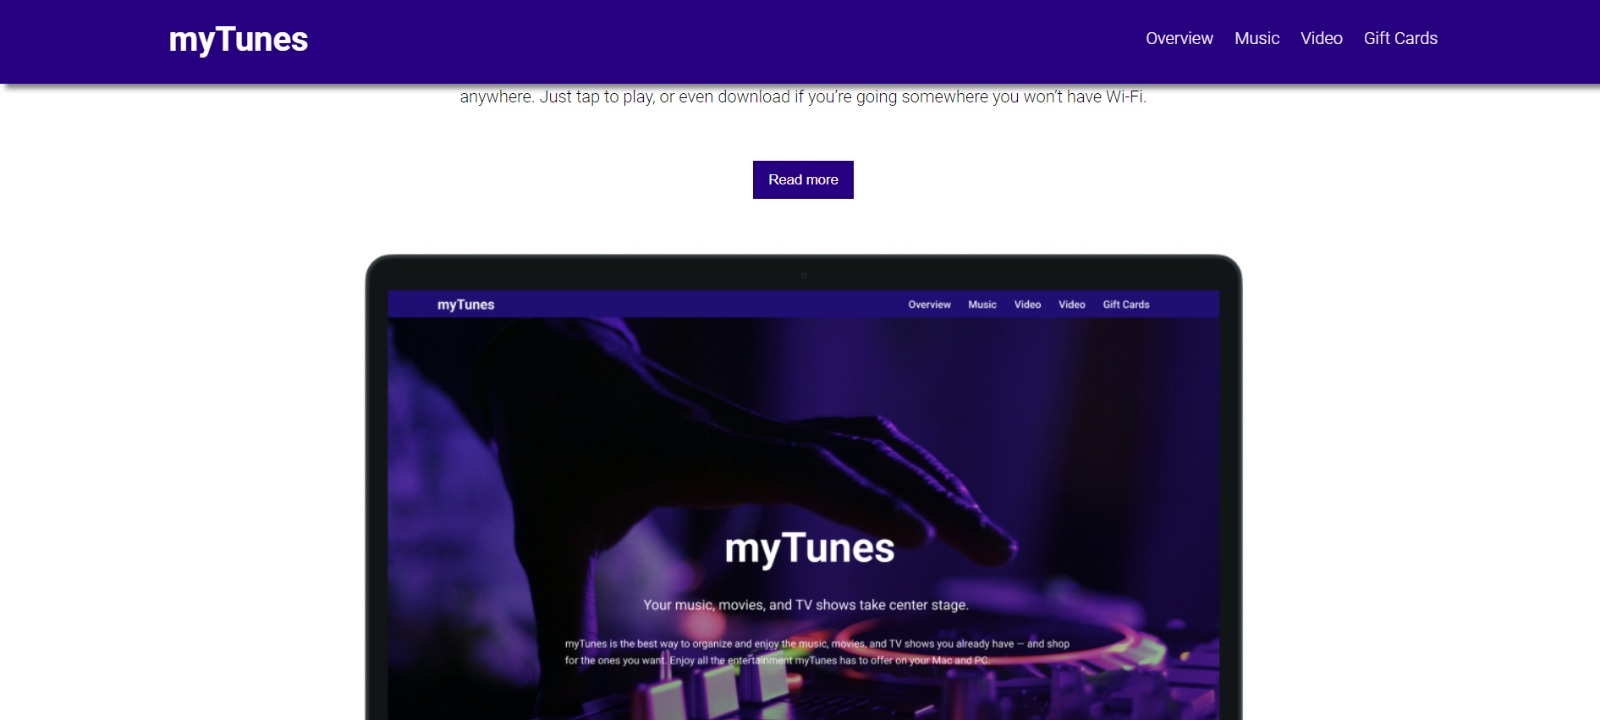 myTunes
Overview Music Video Gift Cards
anywhere. Just tap to play, or even download if you're going somewhere you won't have Wi-Fi.
Read more
myTunes
Overview Music Video Video Gift Cards
myTunes
Your music, movies, and TV shows take center stage.
myTunes is the best way to organize and enjoy the music, movies, and TV shows you already have — and shop
for the ones you want. Enjoy all the entertainment myTunes has to offer on your Mac and PC.